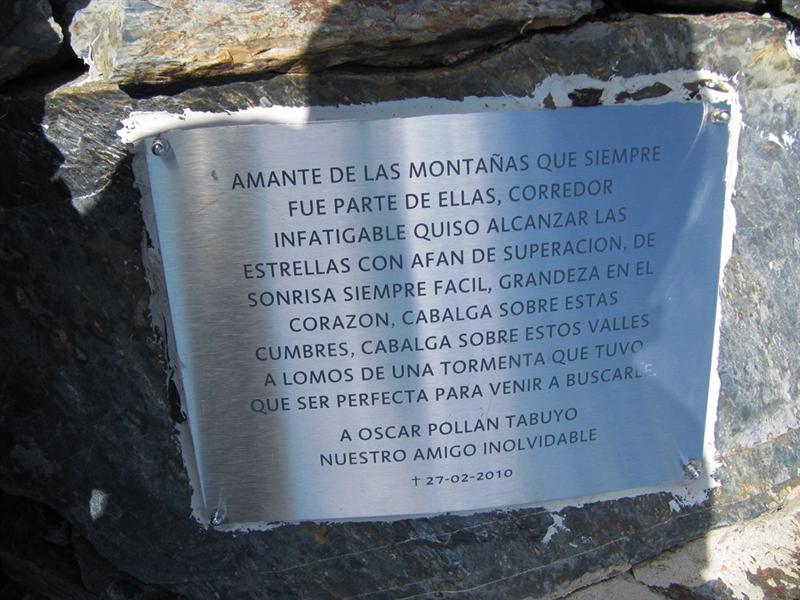 AMANTE DE LAS MONTAÑAS QUE SIEMPRE
FUE PARTE DE ELLAS, CORREDOR
INFATIGABLE QUISO ALCANZAR LAS
ESTRELLAS CON AFAN DE SUPERACION, DE
SONRISA SIEMPRE FACIL, GRANDEZA EN EL
CORAZON, CABALGA SOBRE ESTAS
CUMBRES, CABALGA SOBRE ESTOS VALLES
A LOMOS DE UNA TORMENTA QUE TUVO
QUE SER PERFECTA PARA VENIR A BUSCARLE.
A OSCAR POLLAN TABUYO
NUESTRO AMIGO INOLVIDABLE
† 27-02-2010